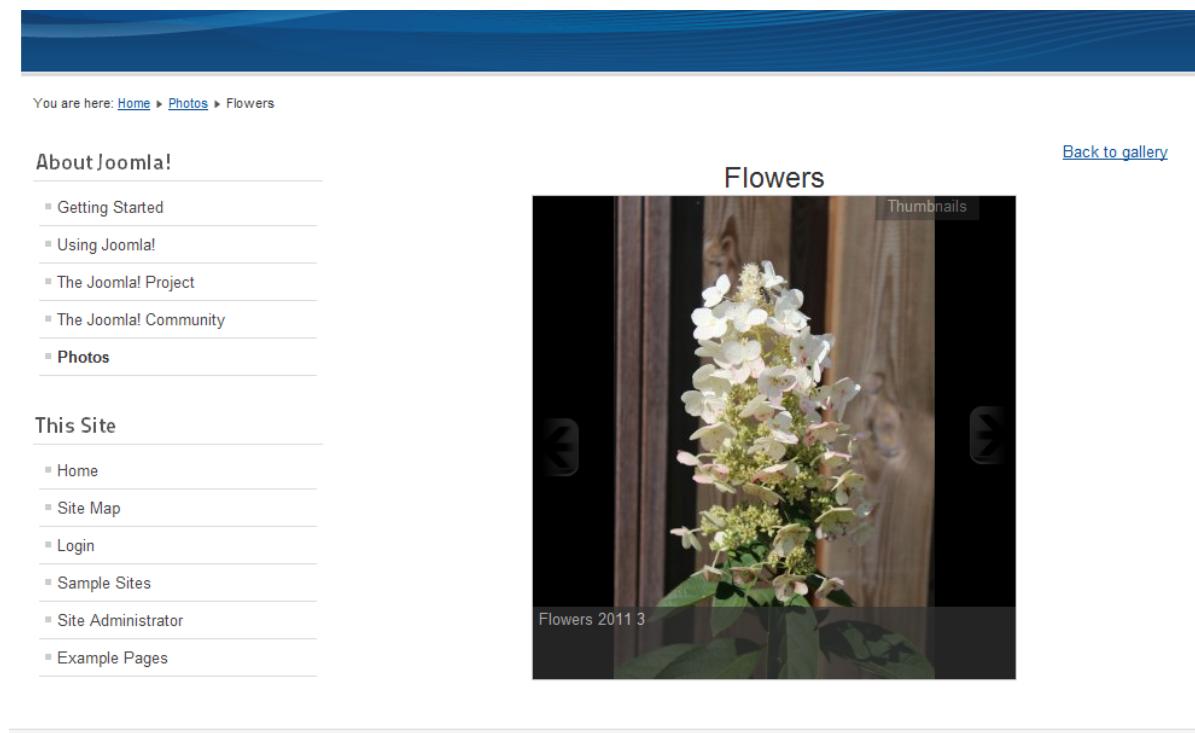 You are here: Home ▸ Photos ▸ Flowers
About Joomla!
Getting Started
Using Joomla!
The Joomla! Project
The Joomla! Community
Photos
This Site
Home
Site Map
Login
Sample Sites
Site Administrator
Example Pages
Back to gallery
Flowers
Thumbnails
Flowers 2011 3